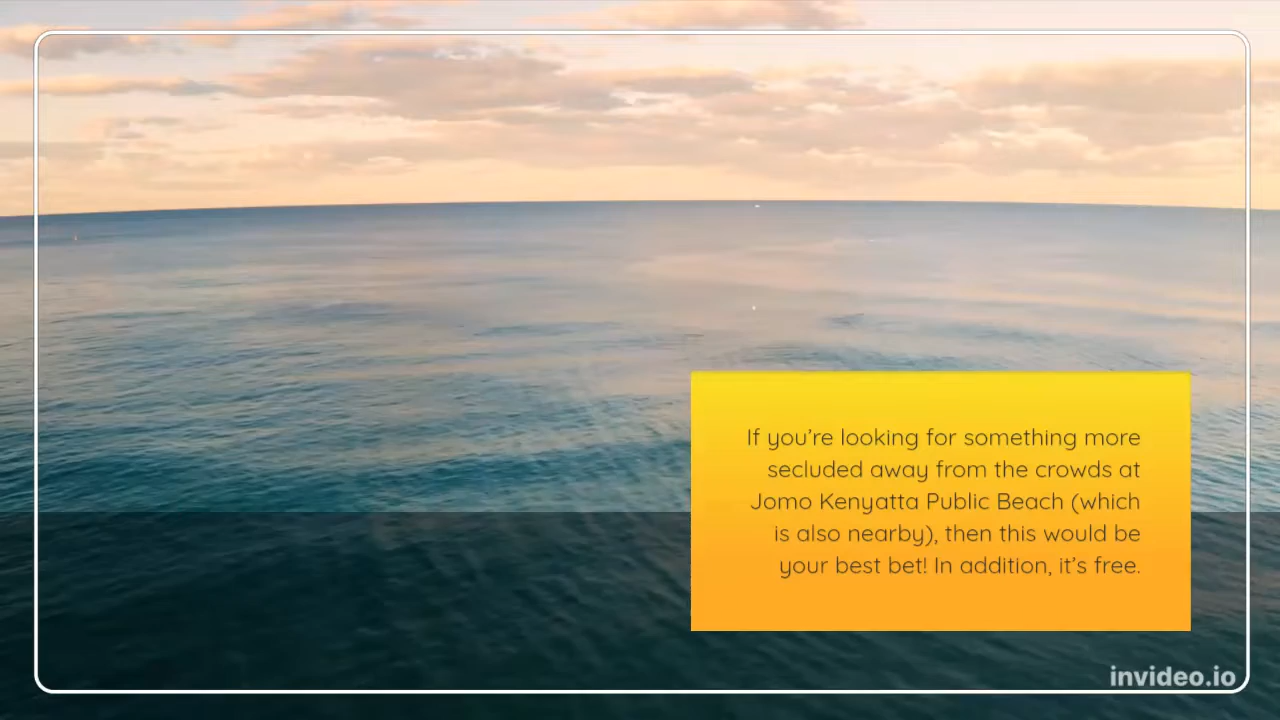 If you’re looking for something more
secluded away from the crowds at
Jomo Kenyatta Public Beach (which
is also nearby), then this would be
your best bet! In addition, it’s free.
invideo.io